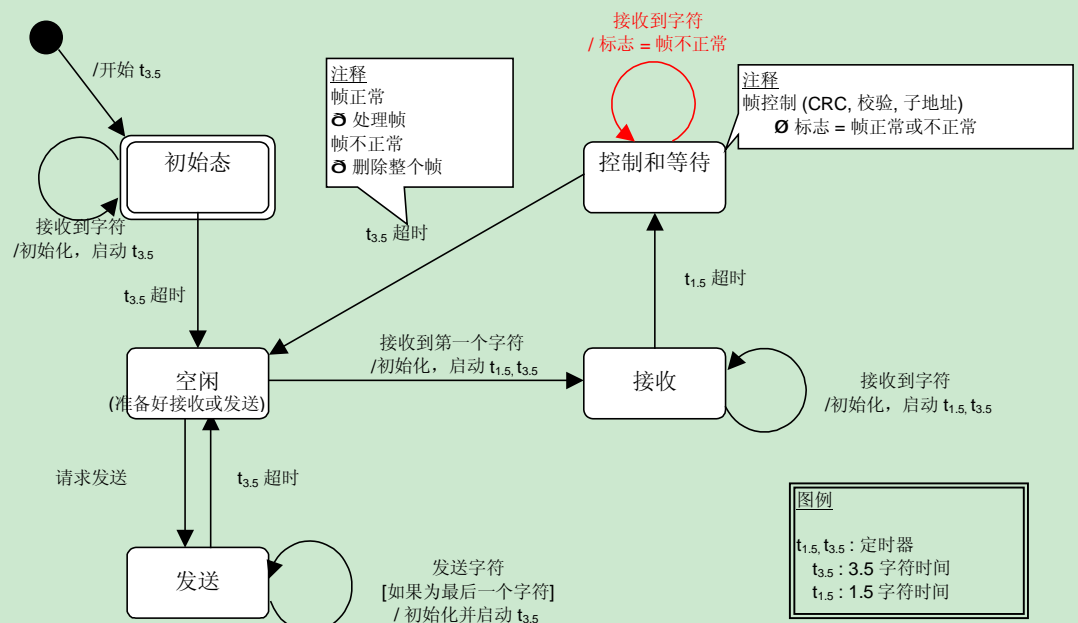 接收到字符
/ 标志 = 帧不正常
/开始 t3.5
注释
帧正常
ð 处理帧
帧不正常
ð 删除整个帧
注释
帧控制 (CRC, 校验, 子地址)
Ø 标志 = 帧正常或不正常
初始态
控制和等待
接收到字符
/初始化，启动 t3.5
t3.5 超时
t1.5 超时
t3.5 超时
接收到第一个字符
/初始化，启动 t1.5, t3.5
空闲
(准备好接收或发送)
接收
接收到字符
/初始化，启动 t1.5, t3.5
请求发送
t3.5 超时
图例
t1.5, t3.5 : 定时器
t3.5 : 3.5 字符时间
t1.5 : 1.5 字符时间
发送
发送字符
[如果为最后一个字符]
/ 初始化并启动 t3.5